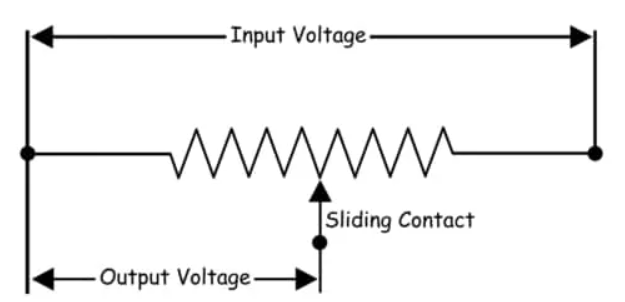 Input Voltage
Sliding Contact
Output Voltage